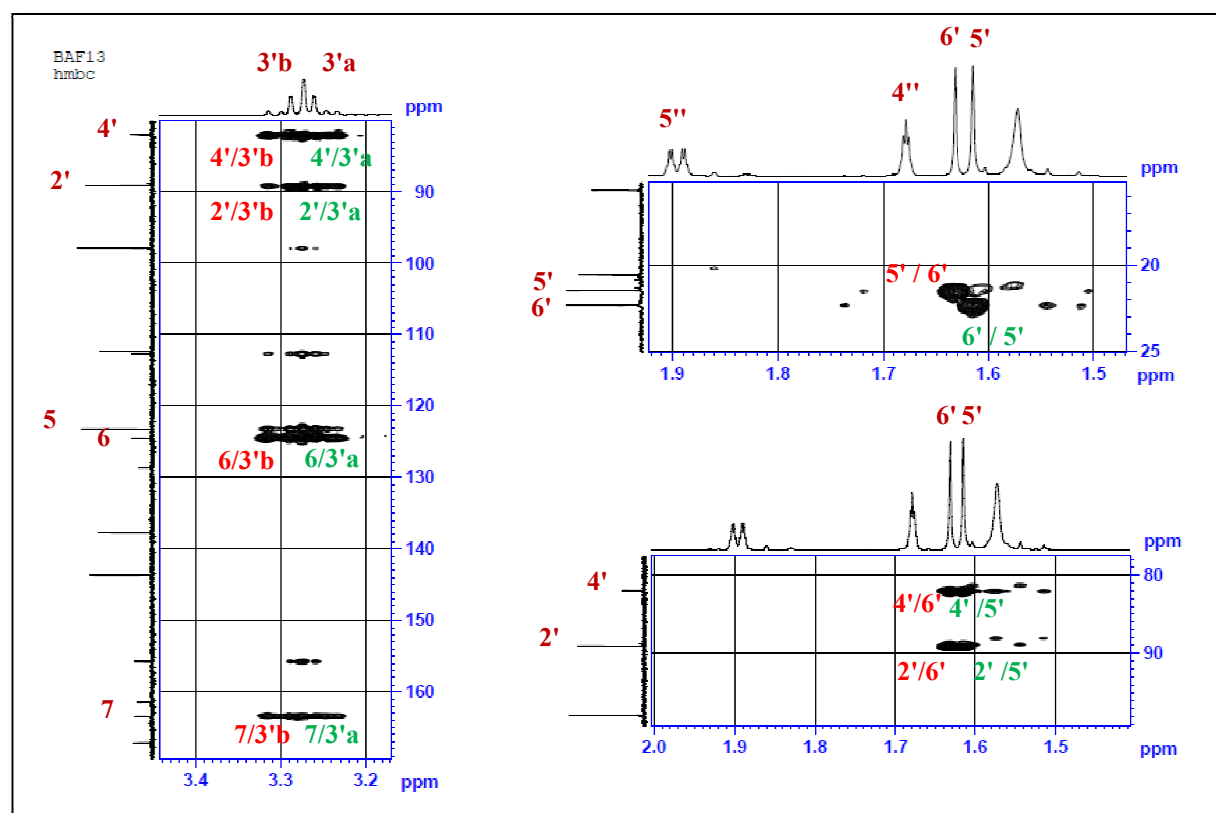 BAF13
hmbc
3'b 3'a
ppm
4'
4'/3'b 4'/3'a
2'
90
2'/3'b 2'/3'a
100
110
120
5
6
6/3'b 6/3'a
130
140
150
160
7
7/3'b 7/3'a
3.4 3.3 3.2 ppm
6' 5'
4''
5''
ppm
5' / 6'
20
5'
6'
6' / 5'
25
1.9 1.8 1.7 1.6 1.5 ppm
6' 5'
ppm
4'
80
4'/6' 4' /5'
2'
90
2'/6' 2' /5'
2.0 1.9 1.8 1.7 1.6 1.5 ppm